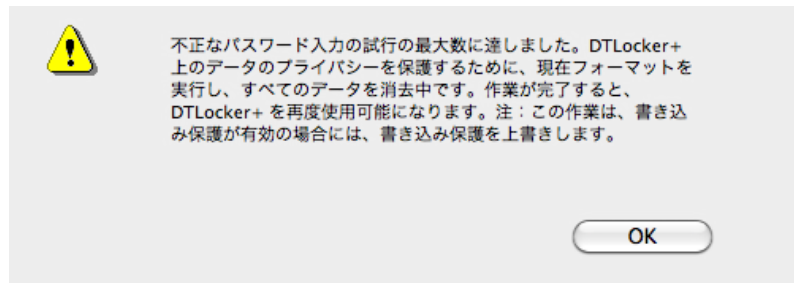 不正なパスワード入力の試行の最大数に達しました。DTLocker+
上のデータのプライバシーを保護するために、現在フォーマットを
実行し、すべてのデータを消去中です。作業が完了すると、
DTLocker+ を再度使用可能になります。注：この作業は、書き込
み保護が有効の場合には、書き込み保護を上書きします。
OK